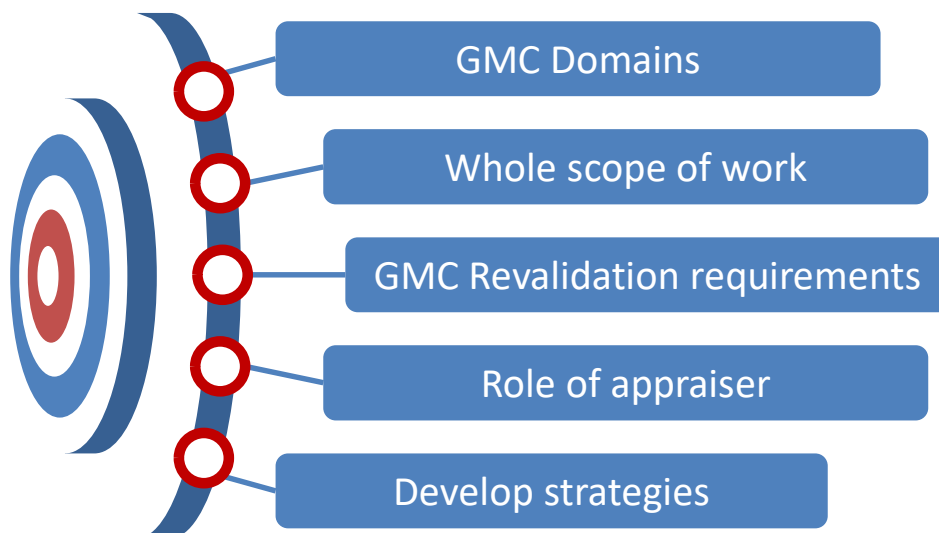 GMC Domains
Whole scope of work
GMC Revalidation requirements
Role of appraiser
Develop strategies